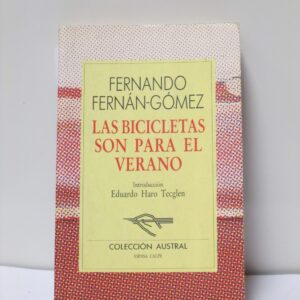 FERNANDO
FERNÁN-GÓMEZ
LAS BICICLETAS
SON PARA EL
VERANO
Introducción
Eduardo Haro Tecglen
COLECCIÓN AUSTRAL
ESPASA CALPE